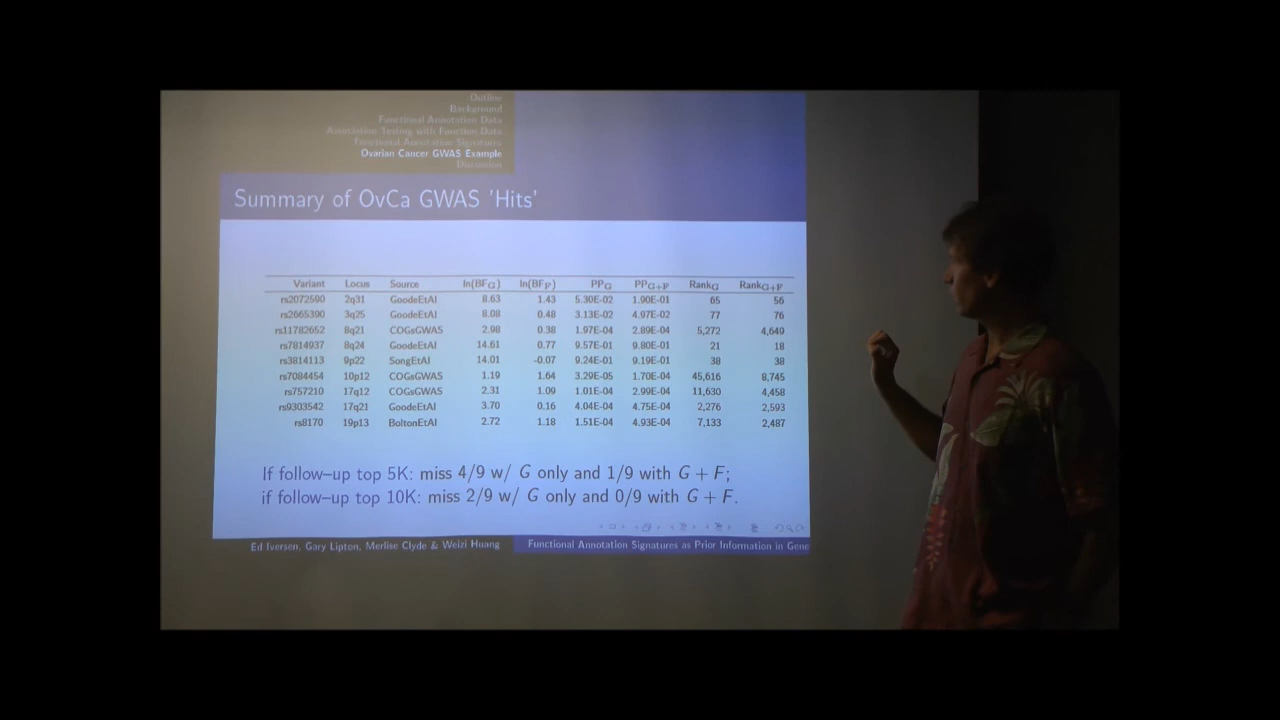 Outline
Background
Functional Annotation Data
Association Testing with Function Data
Functional Annotation Signatures
Ovarian Cancer GWAS Example
Discussion
Summary of OvCa GWAS 'Hits'
Variant Locus Source ln(BFG) ln(BFF) PPG PPG+F RankG RankG+F
rs2072590 2q31 GoodeEtAl 8.63 1.43 5.30E-02 1.90E-01 65 56
rs2665390 3q25 GoodeEtAl 8.08 0.48 3.13E-02 4.97E-02 77 76
rs11782652 8q21 COGsGWAS 2.98 0.38 1.97E-04 2.89E-04 5,272 4,649
rs7814937 8q24 GoodeEtAl 14.61 0.77 9.57E-01 9.80E-01 21 18
rs3814113 9p22 SongEtAl 14.01 -0.07 9.24E-01 9.19E-01 38 38
rs7084454 10p12 COGsGWAS 1.19 1.64 3.29E-05 1.70E-04 45,616 8,745
rs757210 17q12 COGsGWAS 2.31 1.09 1.01E-04 2.99E-04 11,630 4,458
rs9303542 17q21 GoodeEtAl 3.70 0.16 4.04E-04 4.75E-04 2,276 2,593
rs8170 19p13 BoltonEtAl 2.72 1.18 1.51E-04 4.93E-04 7,133 2,487
If follow–up top 5K: miss 4/9 w/ G only and 1/9 with G + F;
if follow–up top 10K: miss 2/9 w/ G only and 0/9 with G + F.
Ed Iversen, Gary Lipton, Merlise Clyde & Weizi Huang
Functional Annotation Signatures as Prior Information in Gene